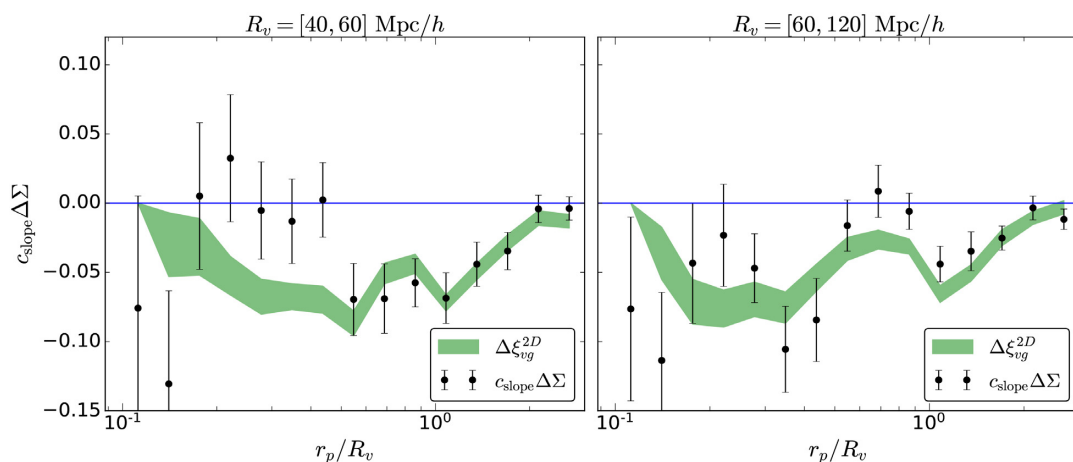 R_v = [40, 60] Mpc/h
R_v = [60, 120] Mpc/h
c_slope ΔΣ
0.10
0.05
0.00
−0.05
−0.10
−0.15
Δξ_vg^2D
c_slope ΔΣ
Δξ_vg^2D
c_slope ΔΣ
10^-1
10^0
10^-1
10^0
r_p/R_v
r_p/R_v